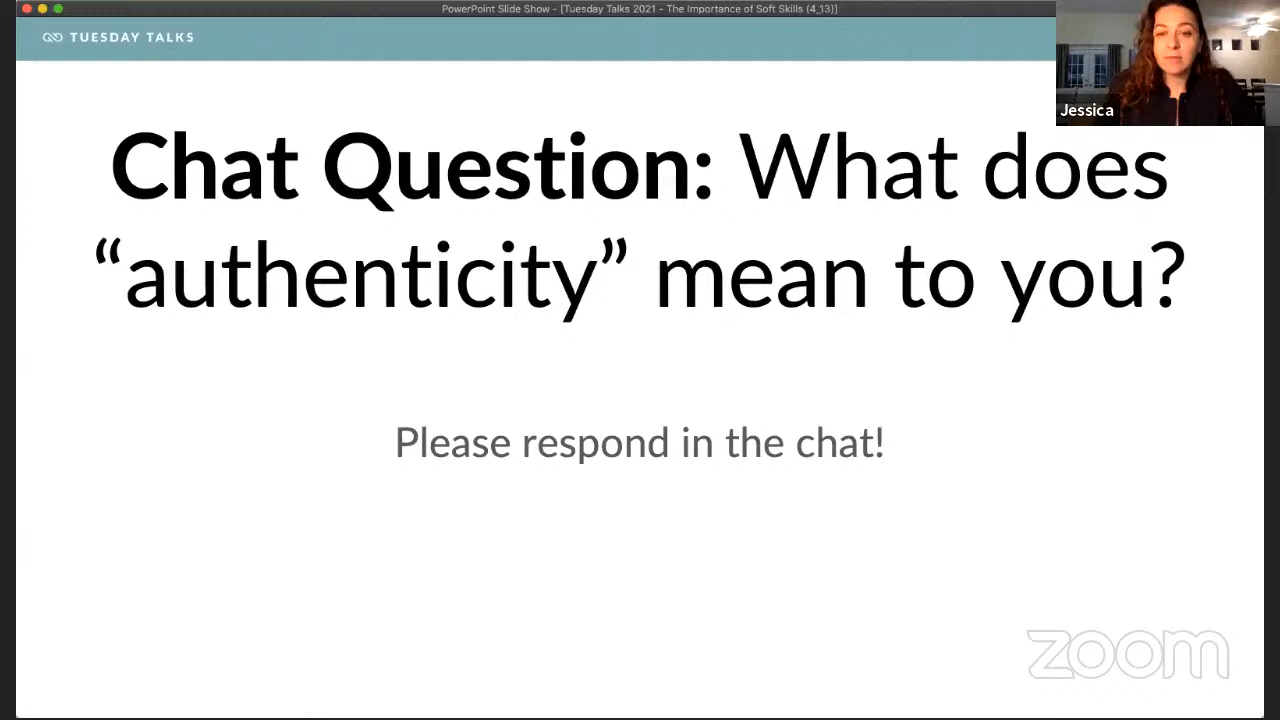 PowerPoint Slide Show - [Tuesday Talks 2021 - The Importance of Soft Skills (4_13)]
TUESDAY TALKS
Jessica
Chat Question: What does
“authenticity” mean to you?
Please respond in the chat!
zoom